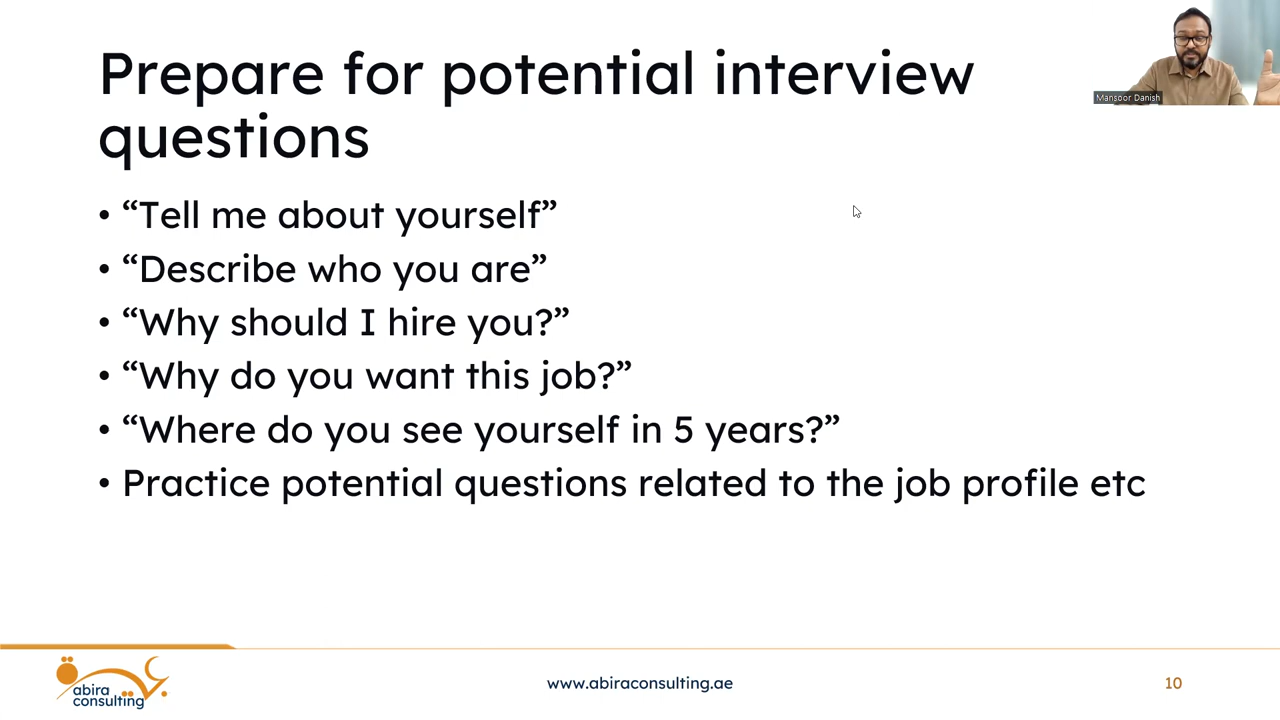 Prepare for potential interview
questions
Mansoor Danish
• “Tell me about yourself”
• “Describe who you are”
• “Why should I hire you?”
• “Why do you want this job?”
• “Where do you see yourself in 5 years?”
• Practice potential questions related to the job profile etc
abira
consulting
www.abiraconsulting.ae
10